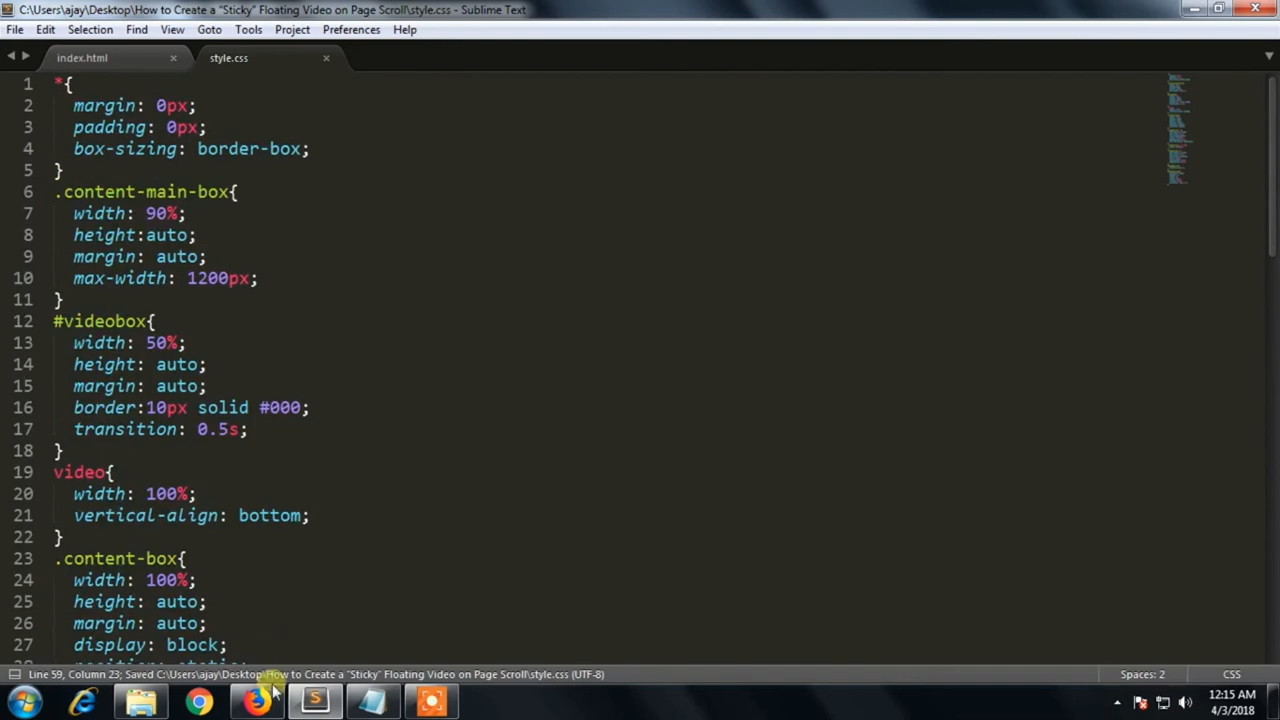 C:\Users\ajay\Desktop\How to Create a "Sticky" Floating Video on Page Scroll\style.css - Sublime Text
File Edit Selection Find View Goto Tools Project Preferences Help
index.html style.css
1 *{
2 margin: 0px;
3 padding: 0px;
4 box-sizing: border-box;
5 }
6 .content-main-box{
7 width: 90%;
8 height:auto;
9 margin: auto;
10 max-width: 1200px;
11 }
12 #videobox{
13 width: 50%;
14 height: auto;
15 margin: auto;
16 border:10px solid #000;
17 transition: 0.5s;
18 }
19 video{
20 width: 100%;
21 vertical-align: bottom;
22 }
23 .content-box{
24 width: 100%;
25 height: auto;
26 margin: auto;
27 display: block;
Line 59, Column 23; Saved C:\Users\ajay\Desktop\How to Create a "Sticky" Floating Video on Page Scroll\style.css (UTF-8) Spaces: 2 CSS
12:15 AM
4/3/2018